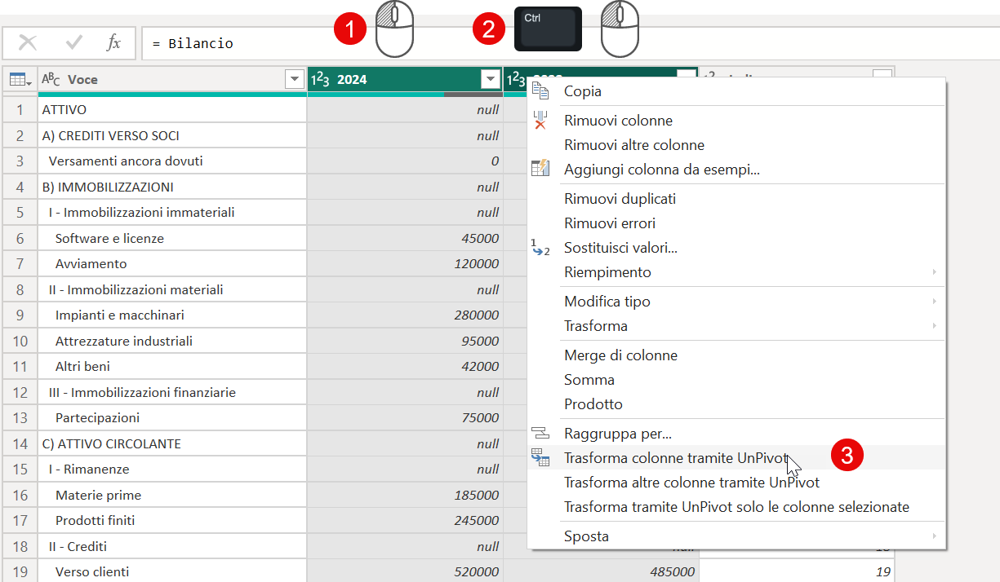 1
2
Ctrl
fx
= Bilancio
ABC Voce
123 2024
123
1 ATTIVO null
2 A) CREDITI VERSO SOCI null
3 Versamenti ancora dovuti 0
4 B) IMMOBILIZZAZIONI null
5 I - Immobilizzazioni immateriali null
6 Software e licenze 45000
7 Avviamento 120000
8 II - Immobilizzazioni materiali null
9 Impianti e macchinari 280000
10 Attrezzature industriali 95000
11 Altri beni 42000
12 III - Immobilizzazioni finanziarie null
13 Partecipazioni 75000
14 C) ATTIVO CIRCOLANTE null
15 I - Rimanenze null
16 Materie prime 185000
17 Prodotti finiti 245000
18 II - Crediti null
19 Verso clienti 520000 485000 19
Copia
Rimuovi colonne
Rimuovi altre colonne
Aggiungi colonna da esempi...
Rimuovi duplicati
Rimuovi errori
1 2 Sostituisci valori...
Riempimento
Modifica tipo
Trasforma
Merge di colonne
Somma
Prodotto
Raggruppa per...
Trasforma colonne tramite UnPivot
3
Trasforma altre colonne tramite UnPivot
Trasforma tramite UnPivot solo le colonne selezionate
Sposta